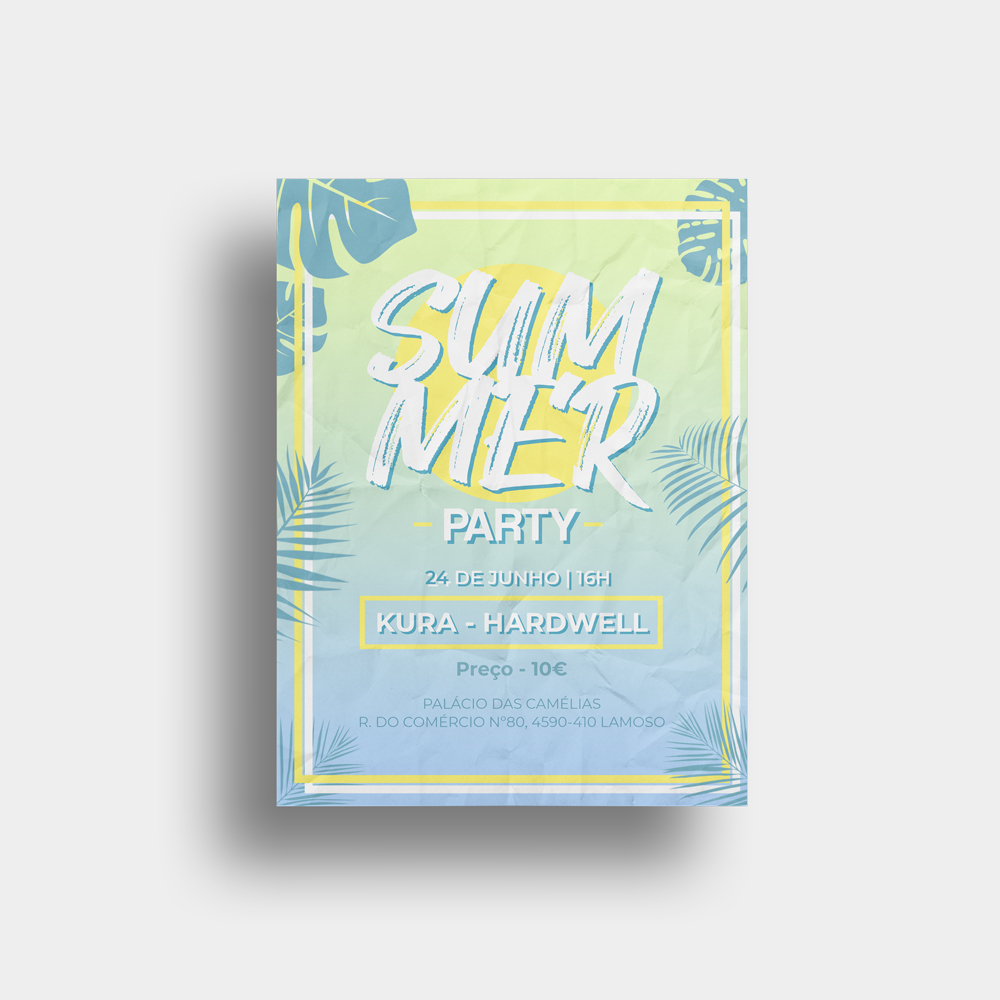 SUM
MER
PARTY
24 DE JUNHO | 16H
KURA - HARDWELL
Preço - 10€
PALÁCIO DAS CAMÉLIAS
R. DO COMÉRCIO Nº80, 4590-410 LAMOSO